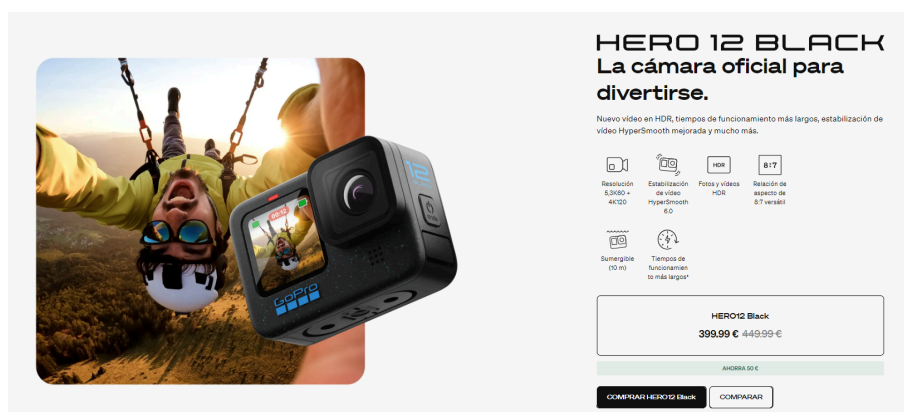 HERO 12 BLACK
La cámara oficial para
divertirse.
Nuevo vídeo en HDR, tiempos de funcionamiento más largos, estabilización de
vídeo HyperSmooth mejorada y mucho más.
HDR
8:7
Resolución
5,3K60 +
4K120
Estabilización
de vídeo
HyperSmooth
6.0
Fotos y vídeos
HDR
Relación de
aspecto de
8:7 versátil
Sumergible
(10 m)
Tiempos de
funcionamien
to más largos*
HERO12 Black
399.99 € 449.99 €
AHORRA 50 €
COMPRAR HERO12 Black
COMPARAR
00:12
GoPro
12